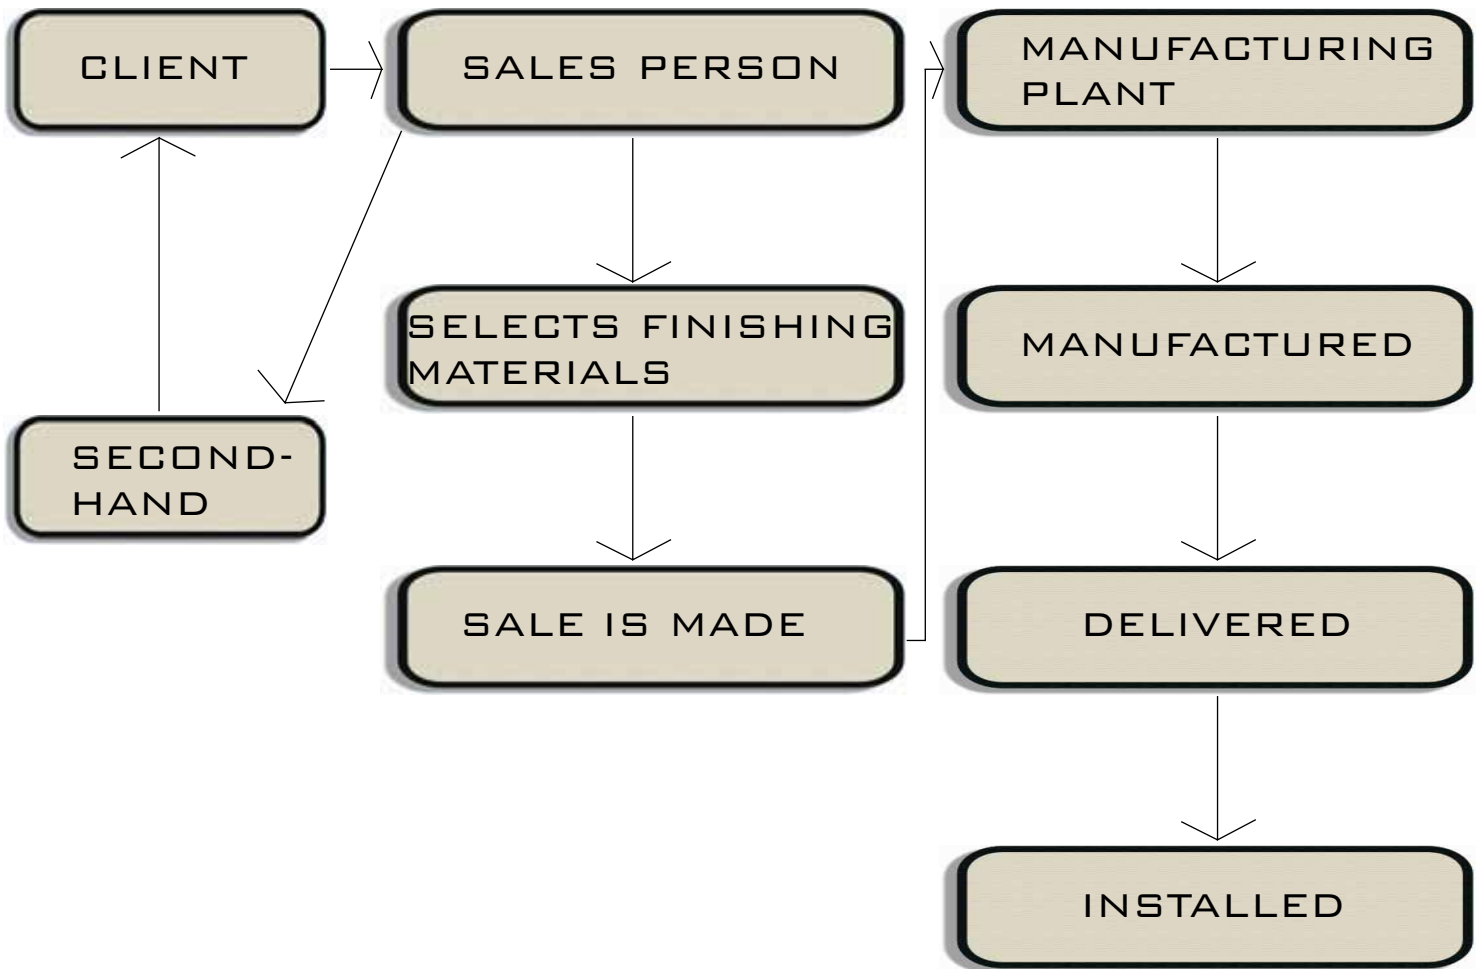 CLIENT
SALES PERSON
MANUFACTURING
PLANT
SELECTS FINISHING
MATERIALS
MANUFACTURED
SECOND-
HAND
SALE IS MADE
DELIVERED
INSTALLED